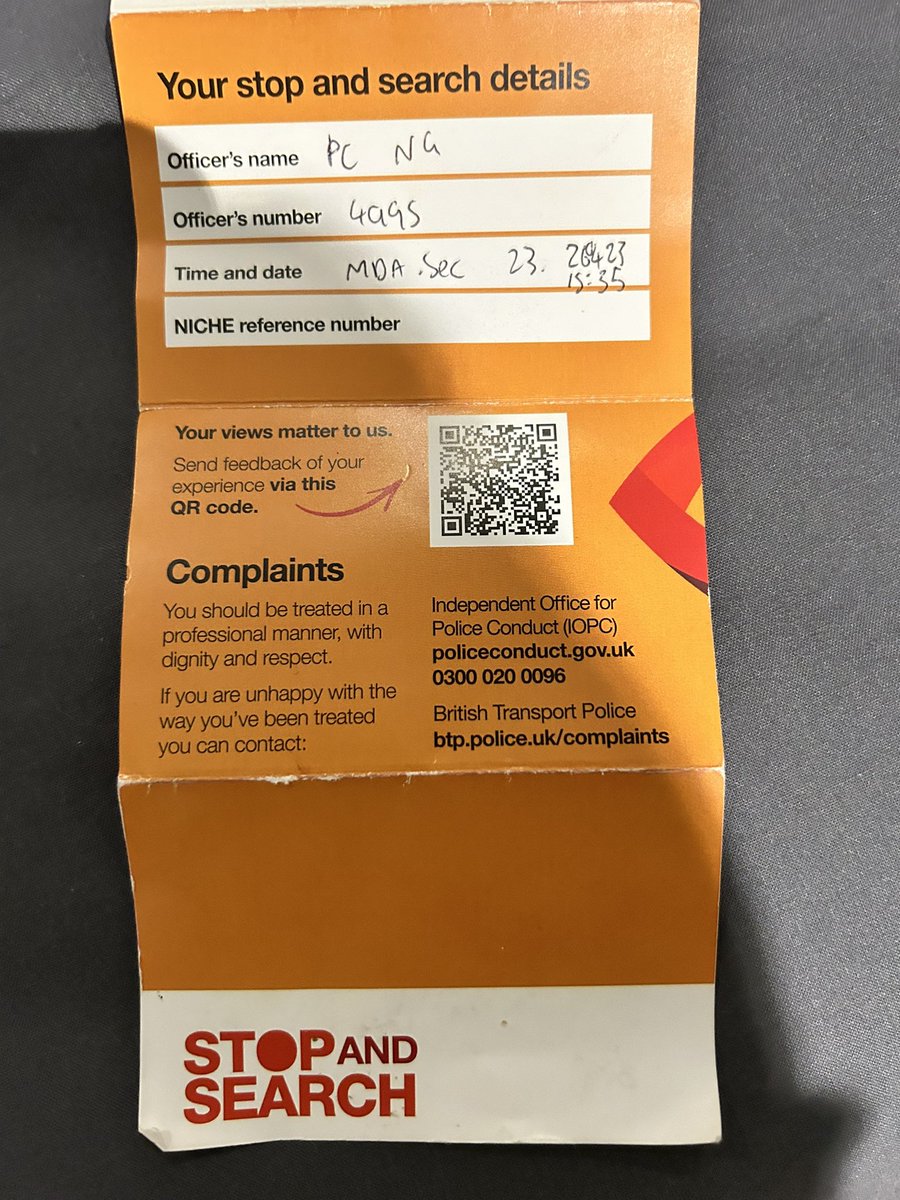 Your stop and search details
Officer's name PC NG
Officer's number 4995
Time and date MDA. Sec 23. 15:35
NICHE reference number
Your views matter to us.
Send feedback of your
experience via this
QR code.
Complaints
You should be treated in a
professional manner, with
dignity and respect.
If you are unhappy with the
way you've been treated
you can contact:
Independent Office for
Police Conduct (IOPC)
policeconduct.gov.uk
0300 020 0096
British Transport Police
btp.police.uk/complaints
STOP AND
SEARCH